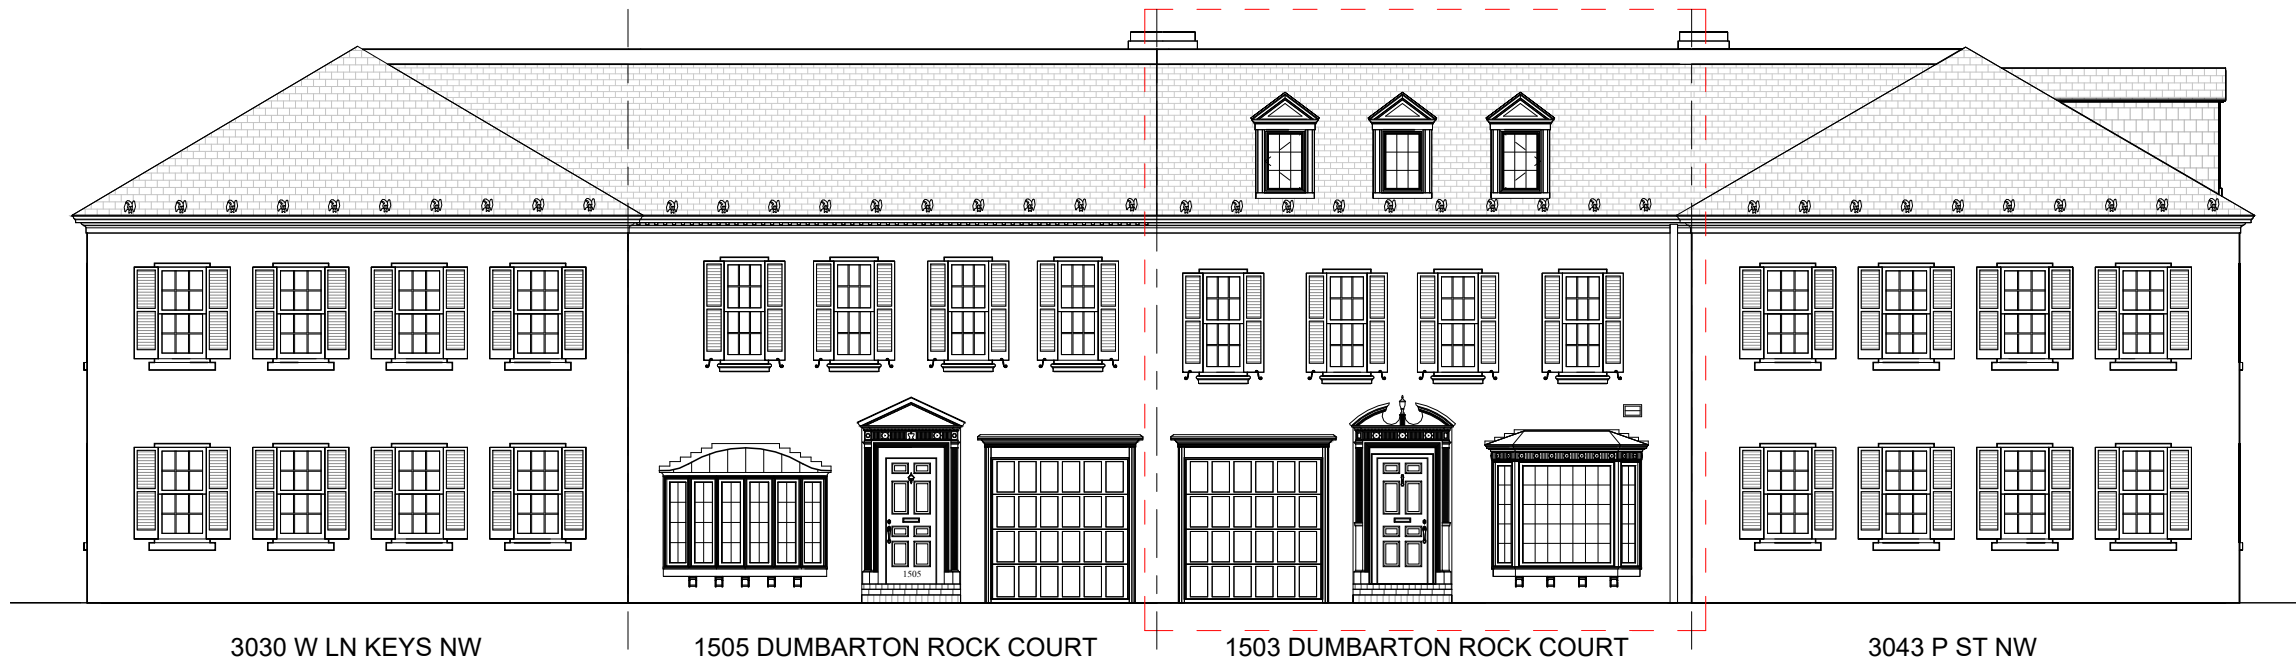 1505
3030 W LN KEYS NW
1505 DUMBARTON ROCK COURT
1503 DUMBARTON ROCK COURT
3043 P ST NW